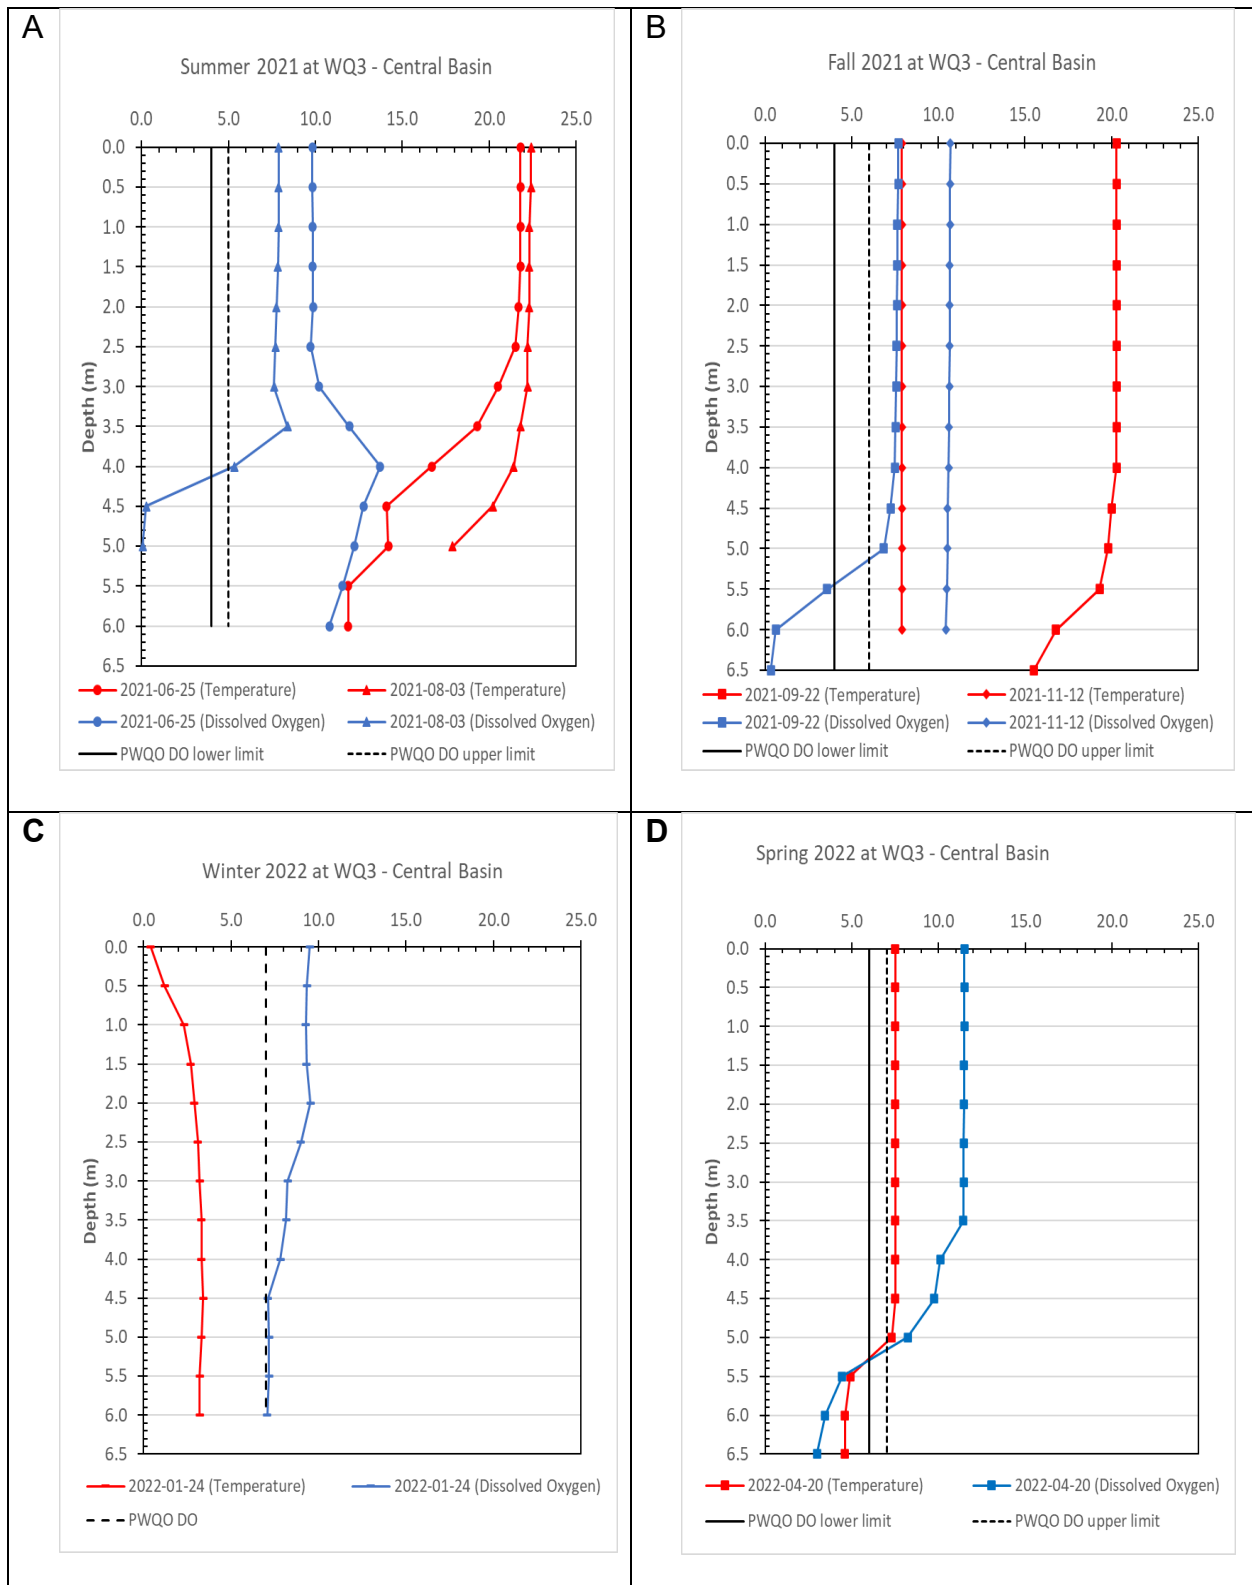 A
Summer 2021 at WQ3 - Central Basin
0.0 5.0 10.0 15.0 20.0 25.0
0.0
0.5
1.0
1.5
2.0
2.5
3.0
3.5
4.0
4.5
5.0
5.5
6.0
6.5
Depth (m)
2021-06-25 (Temperature) 2021-08-03 (Temperature)
2021-06-25 (Dissolved Oxygen) 2021-08-03 (Dissolved Oxygen)
PWQO DO lower limit PWQO DO upper limit
B
Fall 2021 at WQ3 - Central Basin
0.0 5.0 10.0 15.0 20.0 25.0
0.0
0.5
1.0
1.5
2.0
2.5
3.0
3.5
4.0
4.5
5.0
5.5
6.0
6.5
Depth (m)
2021-09-22 (Temperature) 2021-11-12 (Temperature)
2021-09-22 (Dissolved Oxygen) 2021-11-12 (Dissolved Oxygen)
PWQO DO lower limit PWQO DO upper limit
C
Winter 2022 at WQ3 - Central Basin
0.0 5.0 10.0 15.0 20.0 25.0
0.0
0.5
1.0
1.5
2.0
2.5
3.0
3.5
4.0
4.5
5.0
5.5
6.0
6.5
Depth (m)
2022-01-24 (Temperature) 2022-01-24 (Dissolved Oxygen)
PWQO DO
D
Spring 2022 at WQ3 - Central Basin
0.0 5.0 10.0 15.0 20.0 25.0
0.0
0.5
1.0
1.5
2.0
2.5
3.0
3.5
4.0
4.5
5.0
5.5
6.0
6.5
Depth (m)
2022-04-20 (Temperature) 2022-04-20 (Dissolved Oxygen)
PWQO DO lower limit PWQO DO upper limit